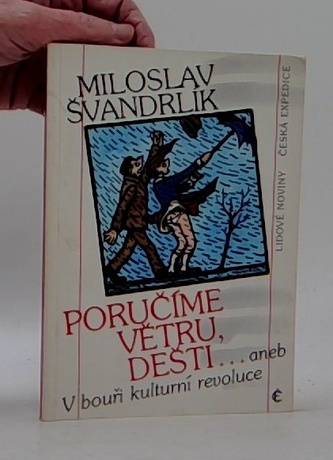 MILOSLAV
ŠVANDRLÍK
PORUČÍME
VĚTRU,
DEŠTI... aneb
V bouři kulturní revoluce
LIDOVÉ NOVINY ČESKÁ EXPEDICE